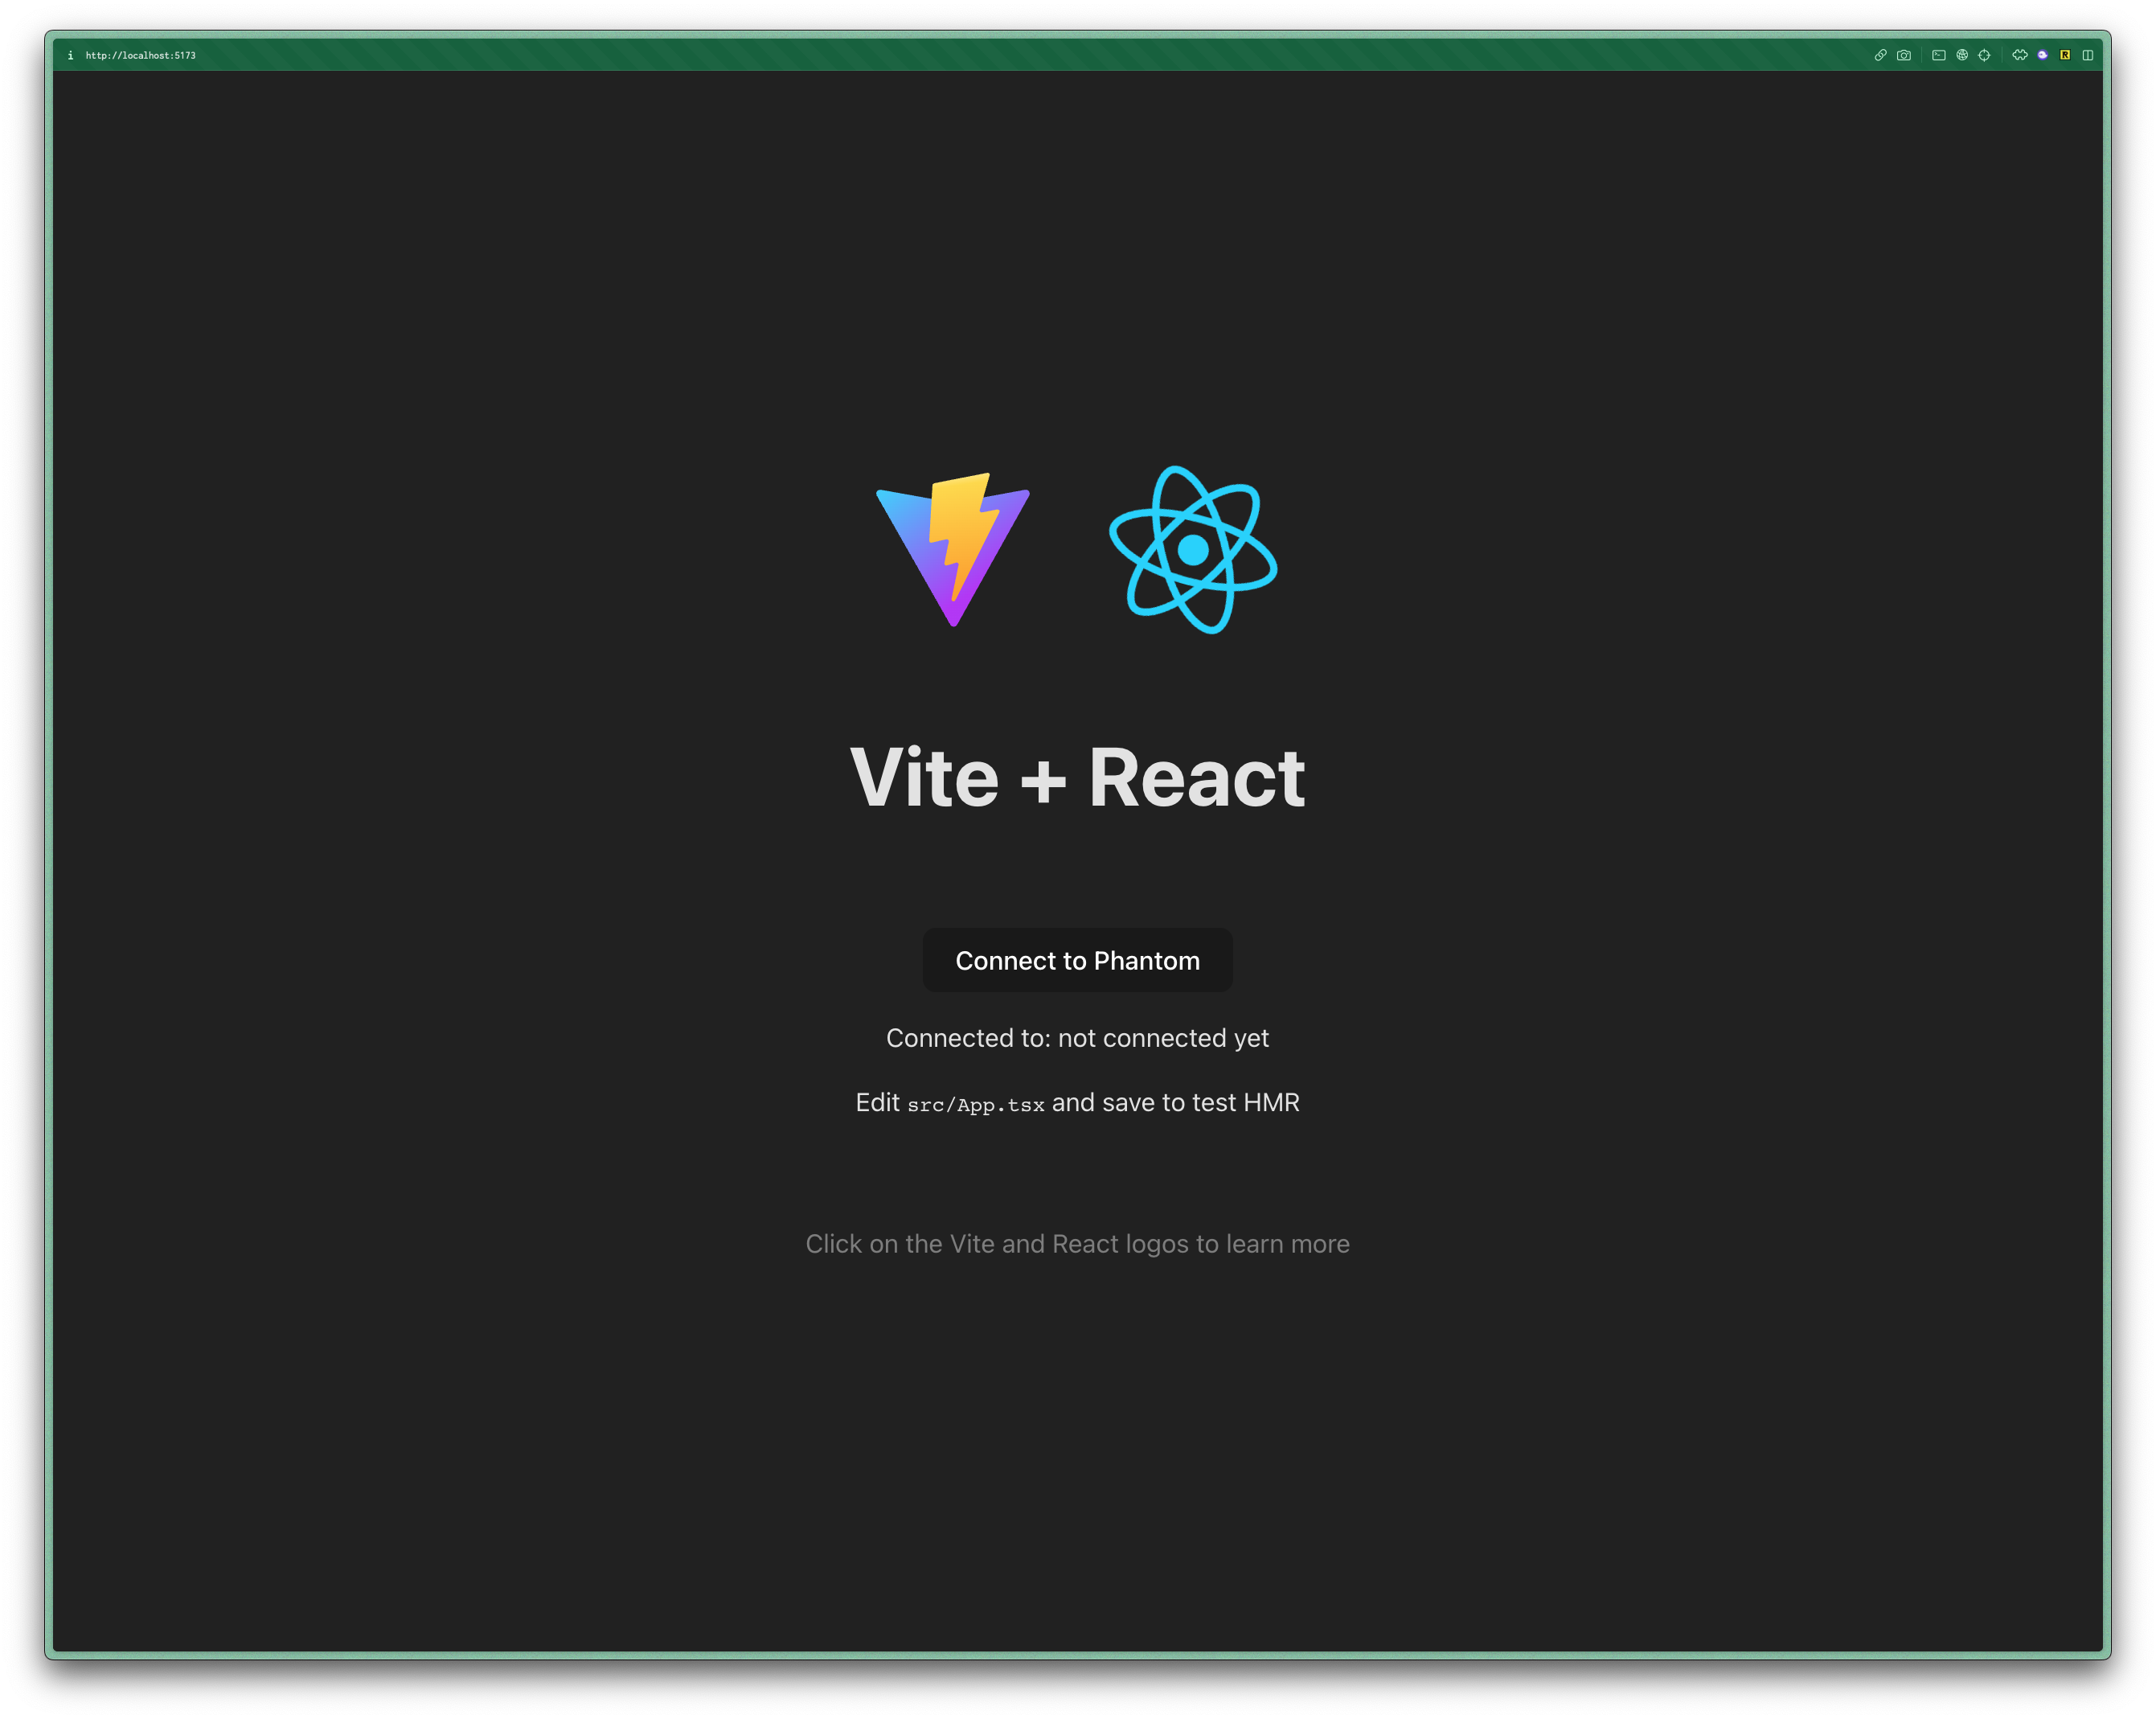 i http://localhost:5173
R
Vite + React
Connect to Phantom
Connected to: not connected yet
Edit src/App.tsx and save to test HMR
Click on the Vite and React logos to learn more